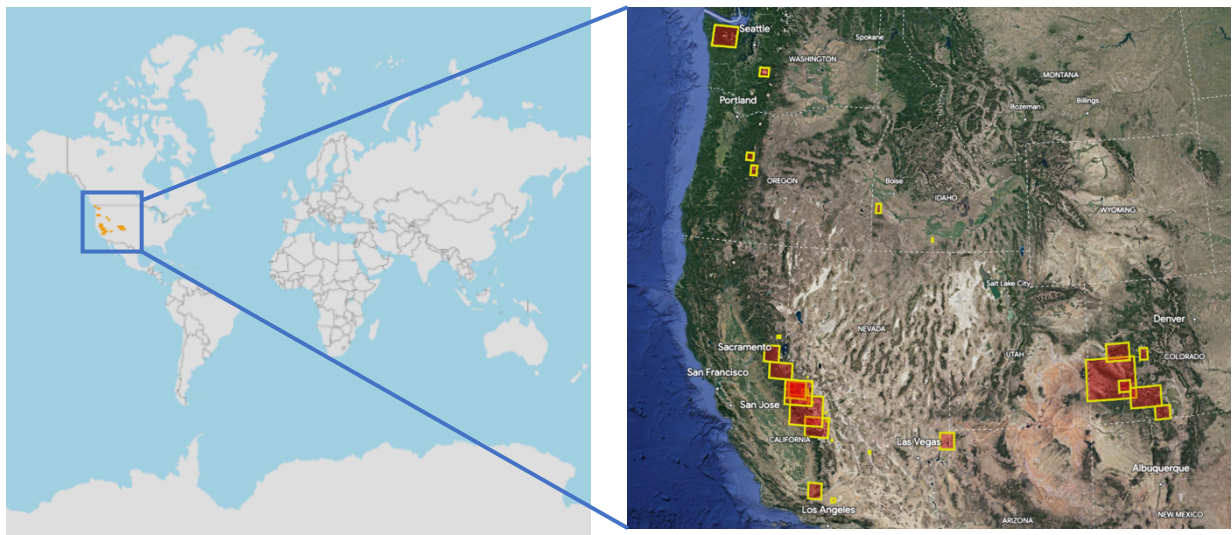 Seattle
Spokane
WASHINGTON
MONTANA
Portland
Bozeman
Billings
OREGON
Boise
IDAHO
WYOMING
Salt Lake City
NEVADA
Denver
Sacramento
UTAH
COLORADO
San Francisco
San Jose
CALIFORNIA
Las Vegas
Albuquerque
Los Angeles
ARIZONA
NEW MEXICO